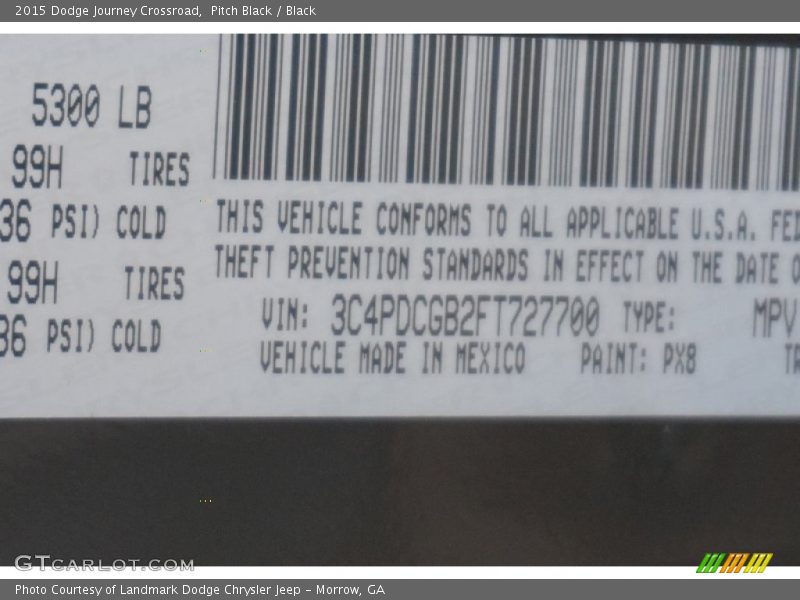 2015 Dodge Journey Crossroad, Pitch Black / Black
5300 LB
99H TIRES
36 PSI) COLD
99H TIRES
36 PSI) COLD
THIS VEHICLE CONFORMS TO ALL APPLICABLE U.S.A. FED
THEFT PREVENTION STANDARDS IN EFFECT ON THE DATE O
VIN: 3C4PDCGB2FT727700 TYPE: MPV
VEHICLE MADE IN MEXICO PAINT: PX8 TR
GTCARLOT.COM
Photo Courtesy of Landmark Dodge Chrysler Jeep – Morrow, GA